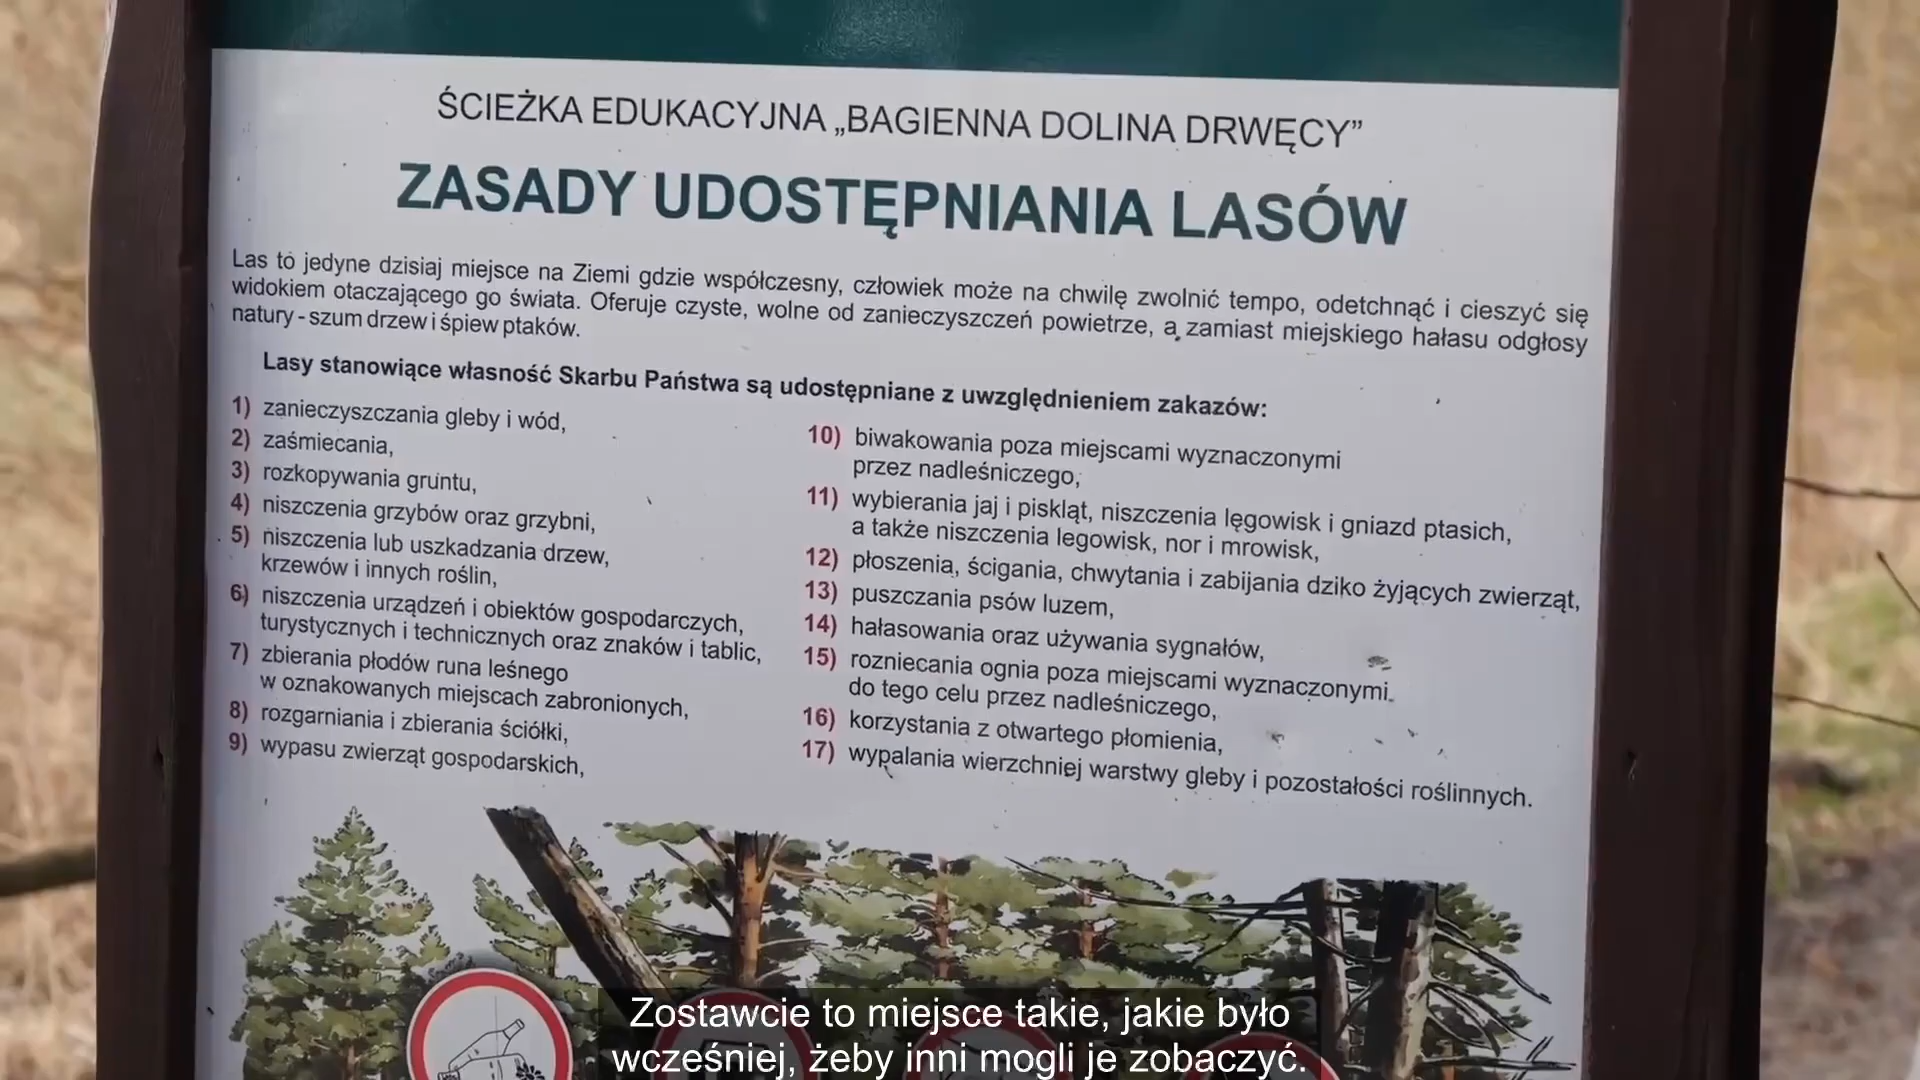 ŚCIEŻKA EDUKACYJNA „BAGIENNA DOLINA DRWĘCY”
ZASADY UDOSTĘPNIANIA LASÓW
Las to jedyne dzisiaj miejsce na Ziemi gdzie współczesny, człowiek może na chwilę zwolnić tempo, odetchnąć i cieszyć się
widokiem otaczającego go świata. Oferuje czyste, wolne od zanieczyszczeń powietrze, a zamiast miejskiego hałasu odgłosy
natury - szum drzew i śpiew ptaków.
Lasy stanowiące własność Skarbu Państwa są udostępniane z uwzględnieniem zakazów:
1) zanieczyszczania gleby i wód,
2) zaśmiecania,
3) rozkopywania gruntu,
4) niszczenia grzybów oraz grzybni,
5) niszczenia lub uszkadzania drzew,
krzewów i innych roślin,
6) niszczenia urządzeń i obiektów gospodarczych,
turystycznych i technicznych oraz znaków i tablic,
7) zbierania płodów runa leśnego
w oznakowanych miejscach zabronionych,
8) rozgarniania i zbierania ściółki,
9) wypasu zwierząt gospodarskich,
10) biwakowania poza miejscami wyznaczonymi
przez nadleśniczego,
11) wybierania jaj i piskląt, niszczenia lęgowisk i gniazd ptasich,
a także niszczenia legowisk, nor i mrowisk,
12) płoszenia, ścigania, chwytania i zabijania dziko żyjących zwierząt,
13) puszczania psów luzem,
14) hałasowania oraz używania sygnałów,
15) rozniecania ognia poza miejscami wyznaczonymi
do tego celu przez nadleśniczego,
16) korzystania z otwartego płomienia,
17) wypalania wierzchniej warstwy gleby i pozostałości roślinnych.
Zostawcie to miejsce takie, jakie było
wcześniej, żeby inni mogli je zobaczyć.